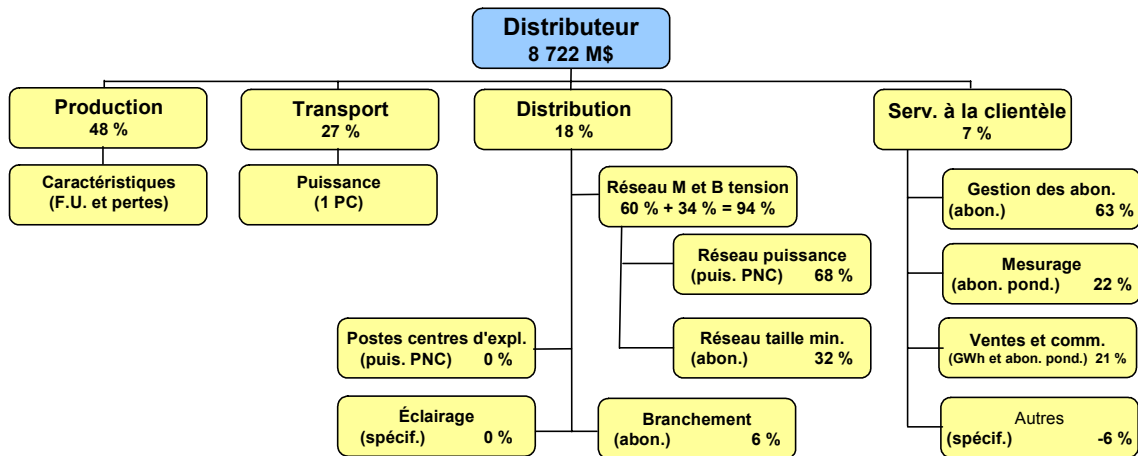 Distributeur
8 722 M$
Production
48 %
Transport
27 %
Distribution
18 %
Serv. à la clientèle
7 %
Caractéristiques
(F.U. et pertes)
Puissance
(1 PC)
Réseau M et B tension
60 % + 34 % = 94 %
Réseau puissance
(puis. PNC) 68 %
Réseau taille min.
(abon.) 32 %
Postes centres d'expl.
(puis. PNC) 0 %
Éclairage
(spécif.) 0 %
Branchement
(abon.) 6 %
Gestion des abon.
(abon.) 63 %
Mesurage
(abon. pond.) 22 %
Ventes et comm.
(GWh et abon. pond.) 21 %
Autres
(spécif.) -6 %